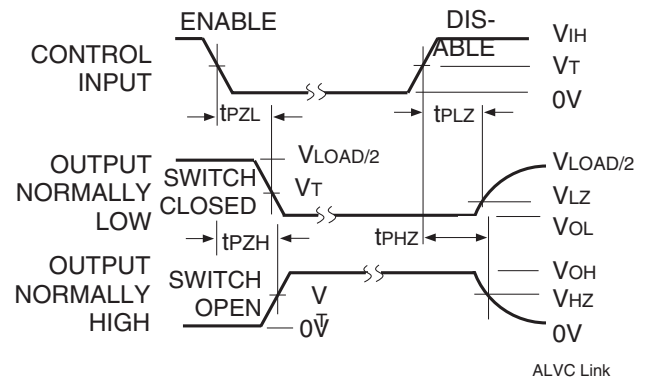 ENABLE
DIS-
ABLE
CONTROL
INPUT
VIH
VT
0V
tPZL
tPLZ
OUTPUT
NORMALLY
LOW
SWITCH
CLOSED
VLOAD/2
VT
VLOAD/2
VLZ
VOL
tPZH
tPHZ
OUTPUT
NORMALLY
HIGH
SWITCH
OPEN
VT
0V
VOH
VHZ
0V
ALVC Link